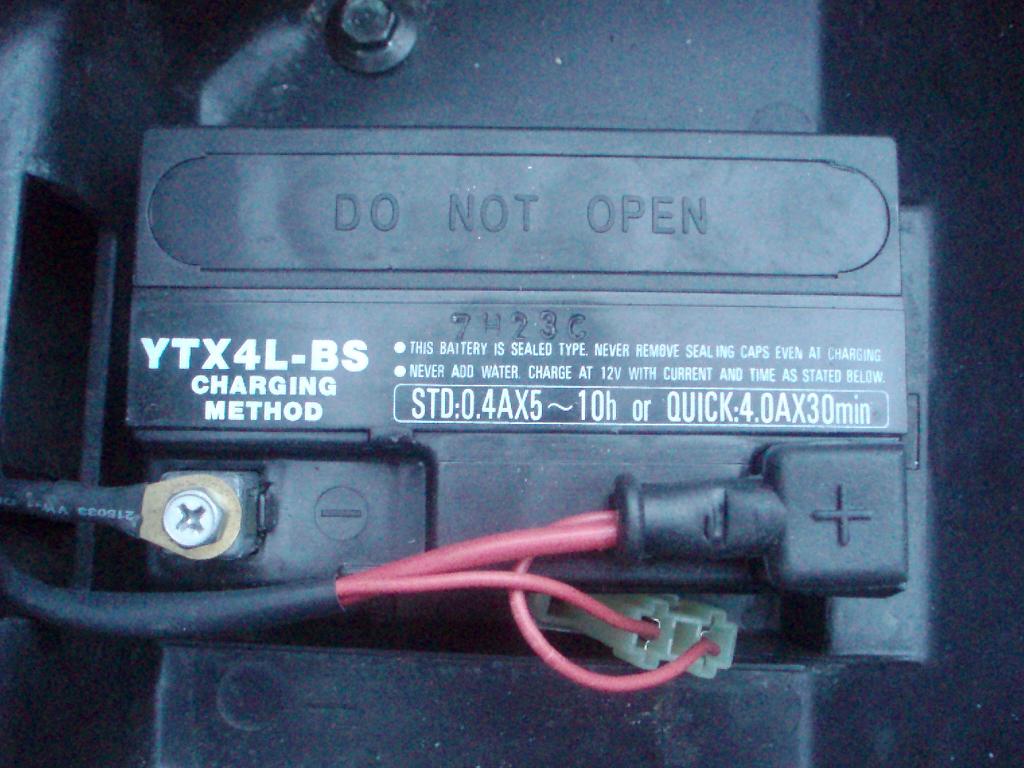 DO NOT OPEN
7H23C
YTX4L-BS
CHARGING
METHOD
● THIS BATTERY IS SEALED TYPE. NEVER REMOVE SEALING CAPS EVEN AT CHARGING
● NEVER ADD WATER. CHARGE AT 12V WITH CURRENT AND TIME AS STATED BELOW.
STD:0.4AX5~10h or QUICK:4.0AX30min
−
+